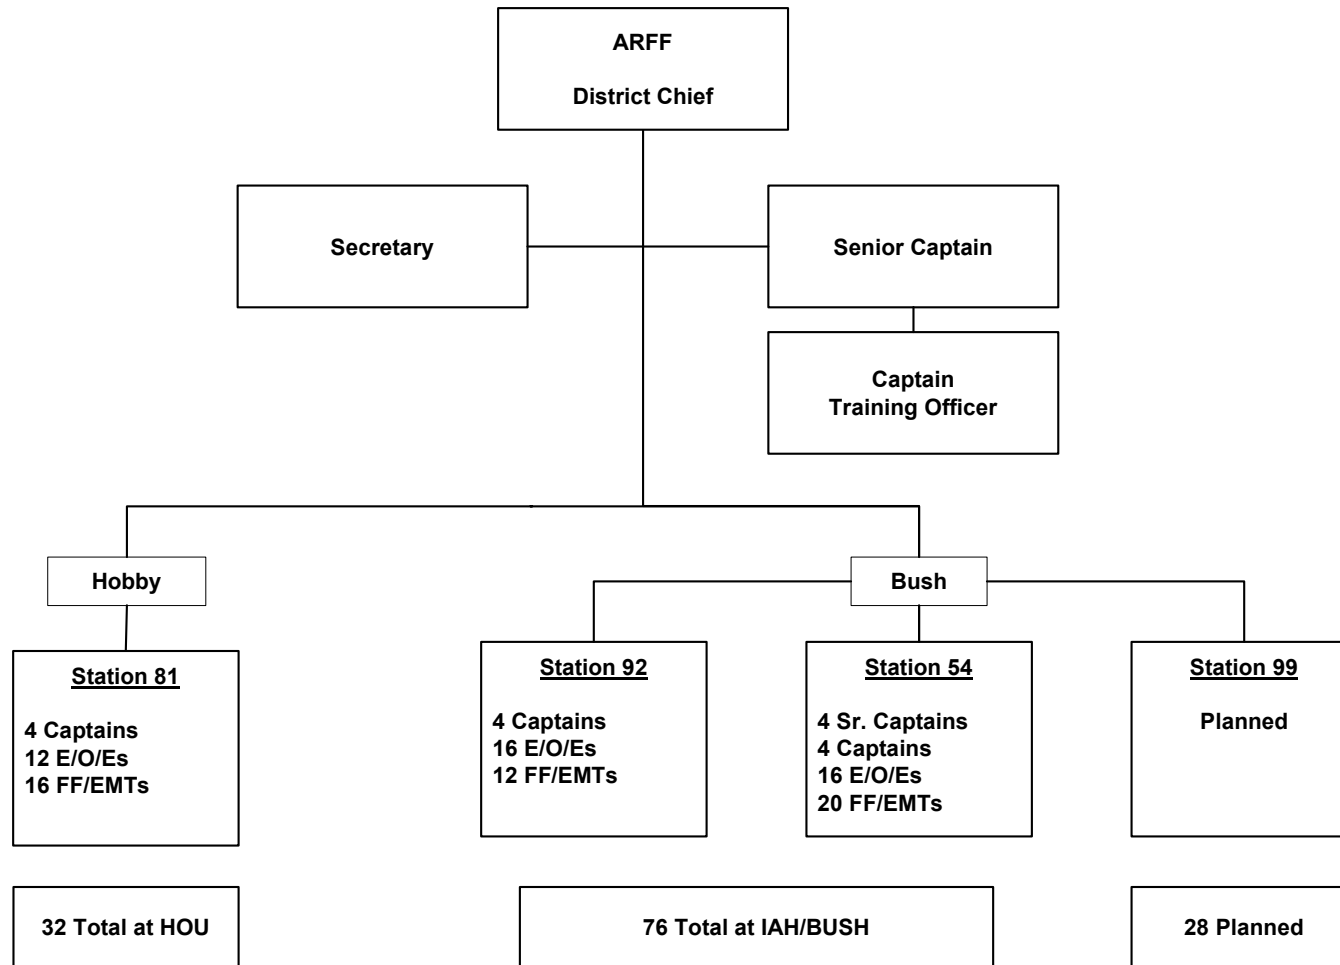 ARFF
District Chief
Secretary
Senior Captain
Captain
Training Officer
Hobby
Bush
Station 81
4 Captains
12 E/O/Es
16 FF/EMTs
Station 92
4 Captains
16 E/O/Es
12 FF/EMTs
Station 54
4 Sr. Captains
4 Captains
16 E/O/Es
20 FF/EMTs
Station 99
Planned
32 Total at HOU
76 Total at IAH/BUSH
28 Planned